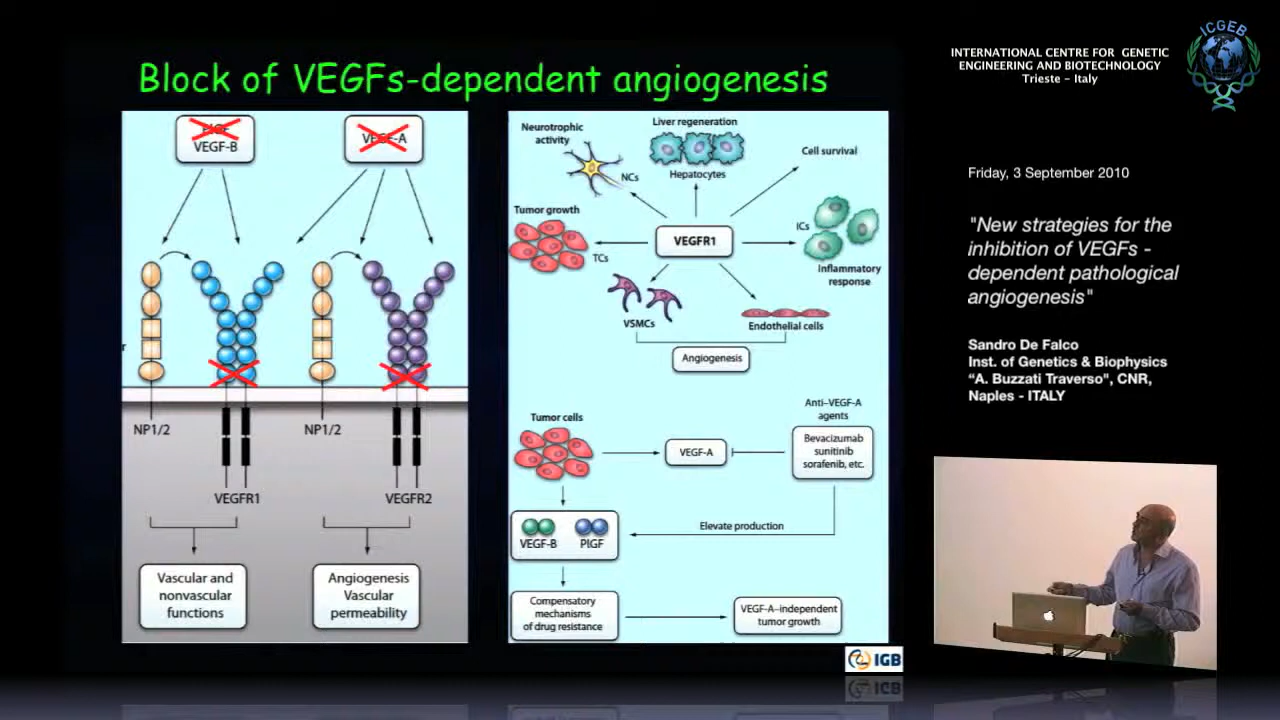 Block of VEGFs-dependent angiogenesis
PlGF
VEGF-B
VEGF-A
r
NP1/2
VEGFR1
NP1/2
VEGFR2
Vascular and
nonvascular
functions
Angiogenesis
Vascular
permeability
Neurotrophic
activity
NCs
Liver regeneration
Hepatocytes
Cell survival
Tumor growth
TCs
VEGFR1
ICs
Inflammatory
response
VSMCs
Endothelial cells
Angiogenesis
Tumor cells
VEGF-A
Anti–VEGF-A
agents
Bevacizumab
sunitinib
sorafenib, etc.
Elevate production
VEGF-B
PlGF
Compensatory
mechanisms
of drug resistance
VEGF-A–independent
tumor growth
IGB
INTERNATIONAL CENTRE FOR GENETIC
ENGINEERING AND BIOTECHNOLOGY
Trieste - Italy
ICGEB
Friday, 3 September 2010
"New strategies for the
inhibition of VEGFs -
dependent pathological
angiogenesis"
Sandro De Falco
Inst. of Genetics & Biophysics
“A. Buzzati Traverso", CNR,
Naples - ITALY